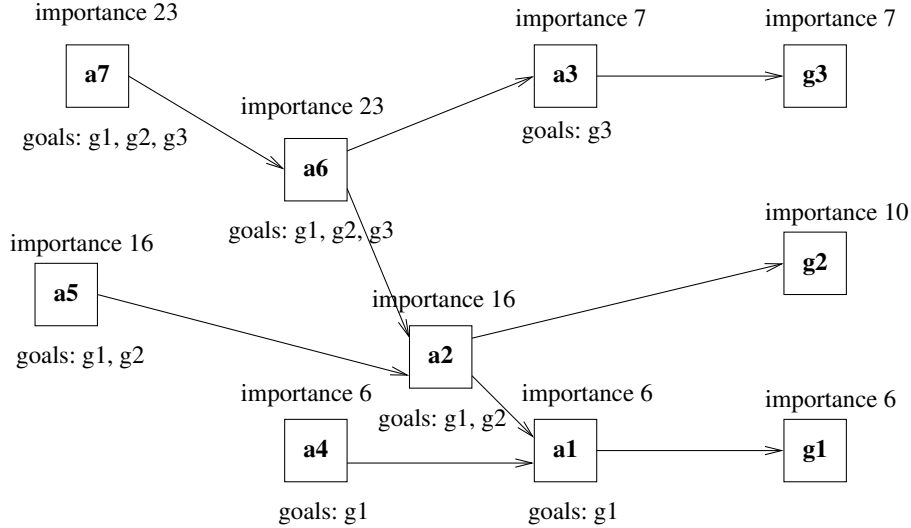 importance 23
importance 7
importance 7
a7
a3
g3
importance 23
goals: g1, g2, g3
goals: g3
a6
importance 10
goals: g1, g2, g3
importance 16
g2
a5
importance 16
goals: g1, g2
a2
importance 6
importance 6
importance 6
goals: g1, g2
a4
a1
g1
goals: g1
goals: g1